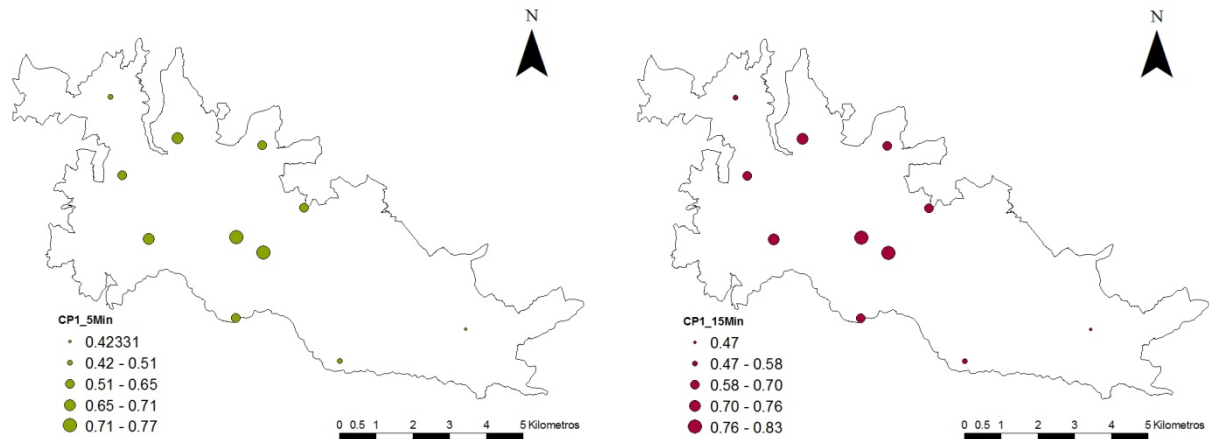 N
CP1_5Min
0.42331
0.42 - 0.51
0.51 - 0.65
0.65 - 0.71
0.71 - 0.77
0 0.5 1 2 3 4 5 Kilometros
N
CP1_15Min
0.47
0.47 - 0.58
0.58 - 0.70
0.70 - 0.76
0.76 - 0.83
0 0.5 1 2 3 4 5 Kilometros